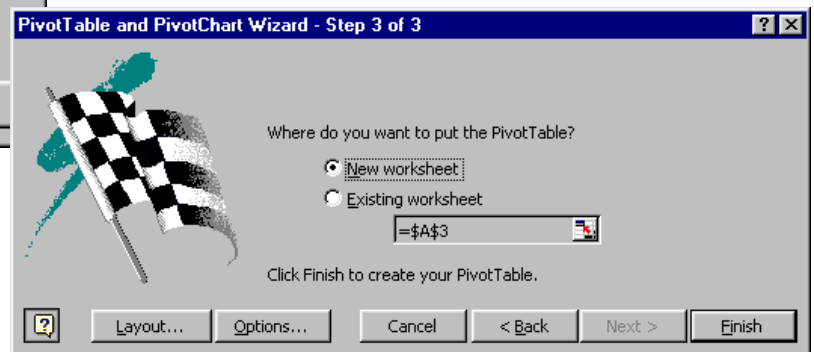 PivotTable and PivotChart Wizard - Step 3 of 3
Where do you want to put the PivotTable?
New worksheet
Existing worksheet
=$A$3
Click Finish to create your PivotTable.
Layout... Options... Cancel < Back Next > Finish